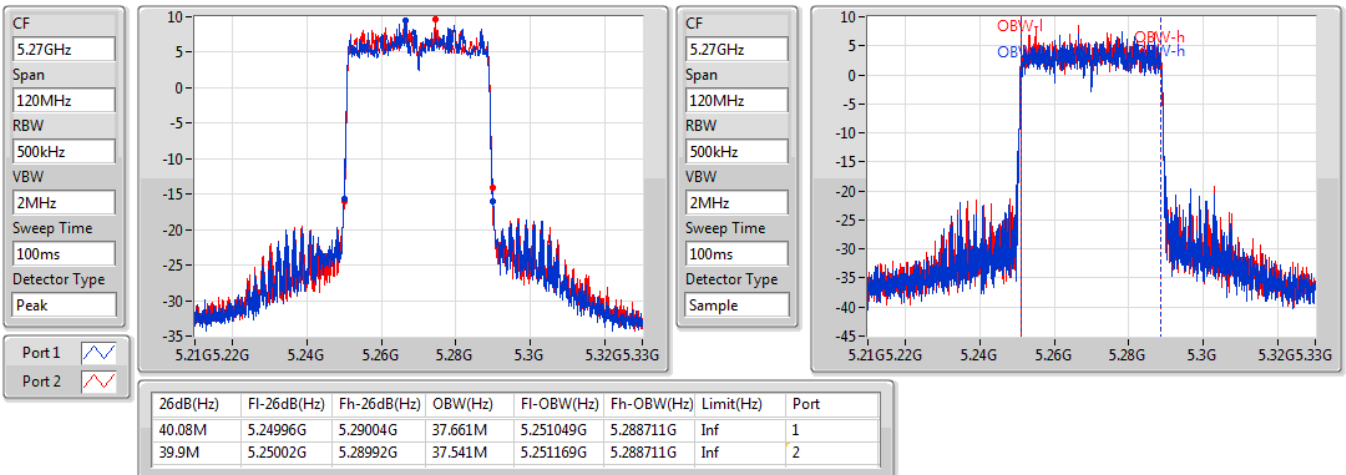 CF
5.27GHz
Span
120MHz
RBW
500kHz
VBW
2MHz
Sweep Time
100ms
Detector Type
Peak
Port 1
Port 2
10
5
0
-5
-10
-15
-20
-25
-30
-35
5.21G5.22G 5.24G 5.26G 5.28G 5.3G 5.32G5.33G
CF
5.27GHz
Span
120MHz
RBW
500kHz
VBW
2MHz
Sweep Time
100ms
Detector Type
Sample
10
5
0
-5
-10
-15
-20
-25
-30
-35
-40
-45
OBW-l
OBW-h
5.21G5.22G 5.24G 5.26G 5.28G 5.3G 5.32G5.33G
26dB(Hz) Fl-26dB(Hz) Fh-26dB(Hz) OBW(Hz) Fl-OBW(Hz) Fh-OBW(Hz) Limit(Hz) Port
40.08M 5.24996G 5.29004G 37.661M 5.251049G 5.288711G Inf 1
39.9M 5.25002G 5.28992G 37.541M 5.251169G 5.288711G Inf 2